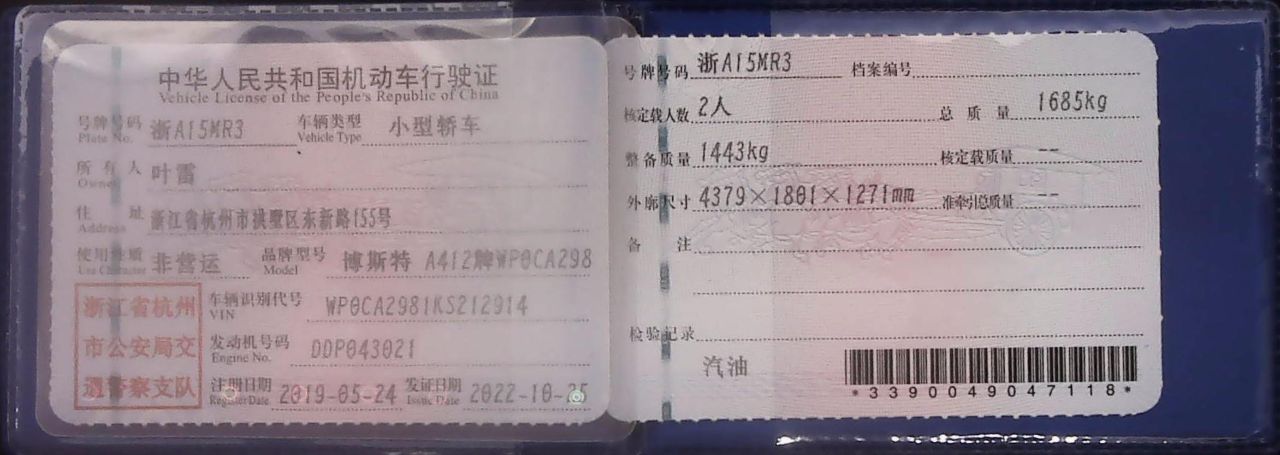 中华人民共和国机动车行驶证
Vehicle License of the People's Republic of China
号牌号码 浙A15MR3 车辆类型 小型轿车
Plate No. Vehicle Type
所有人 叶雷
Owner
住址 浙江省杭州市拱墅区东新路155号
Address
使用性质 非营运 品牌型号 博斯特 A412牌WP0CA298
Use Character Model
浙江省杭州
市公安局交
通警察支队
车辆识别代号 WP0CA2981KS212914
VIN
发动机号码 DDP043021
Engine No.
注册日期 2019-05-24 发证日期 2022-10-25
Register Date Issue Date
号牌号码 浙A15MR3 档案编号
核定载人数 2人 总质量 1685kg
整备质量 1443kg 核定载质量 --
外廓尺寸 4379×1801×1271mm 准牵引总质量 --
备注
检验记录
汽油
*3390049047118*